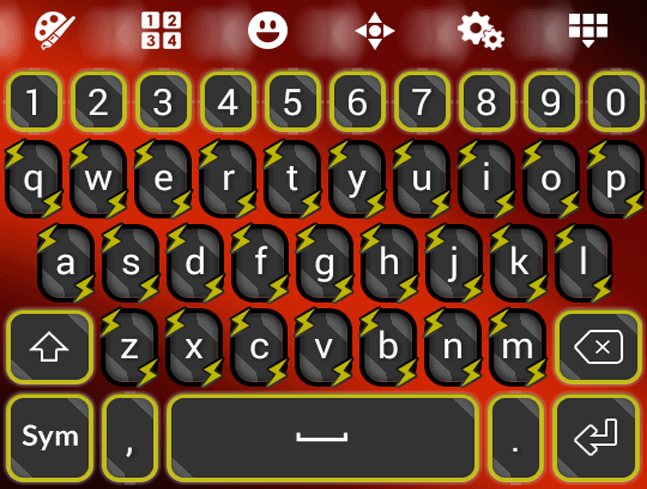 1 2
3 4
1 2 3 4 5 6 7 8 9 0
q w e r t y u i o p
a s d f g h j k l
z x c v b n m
Sym , .